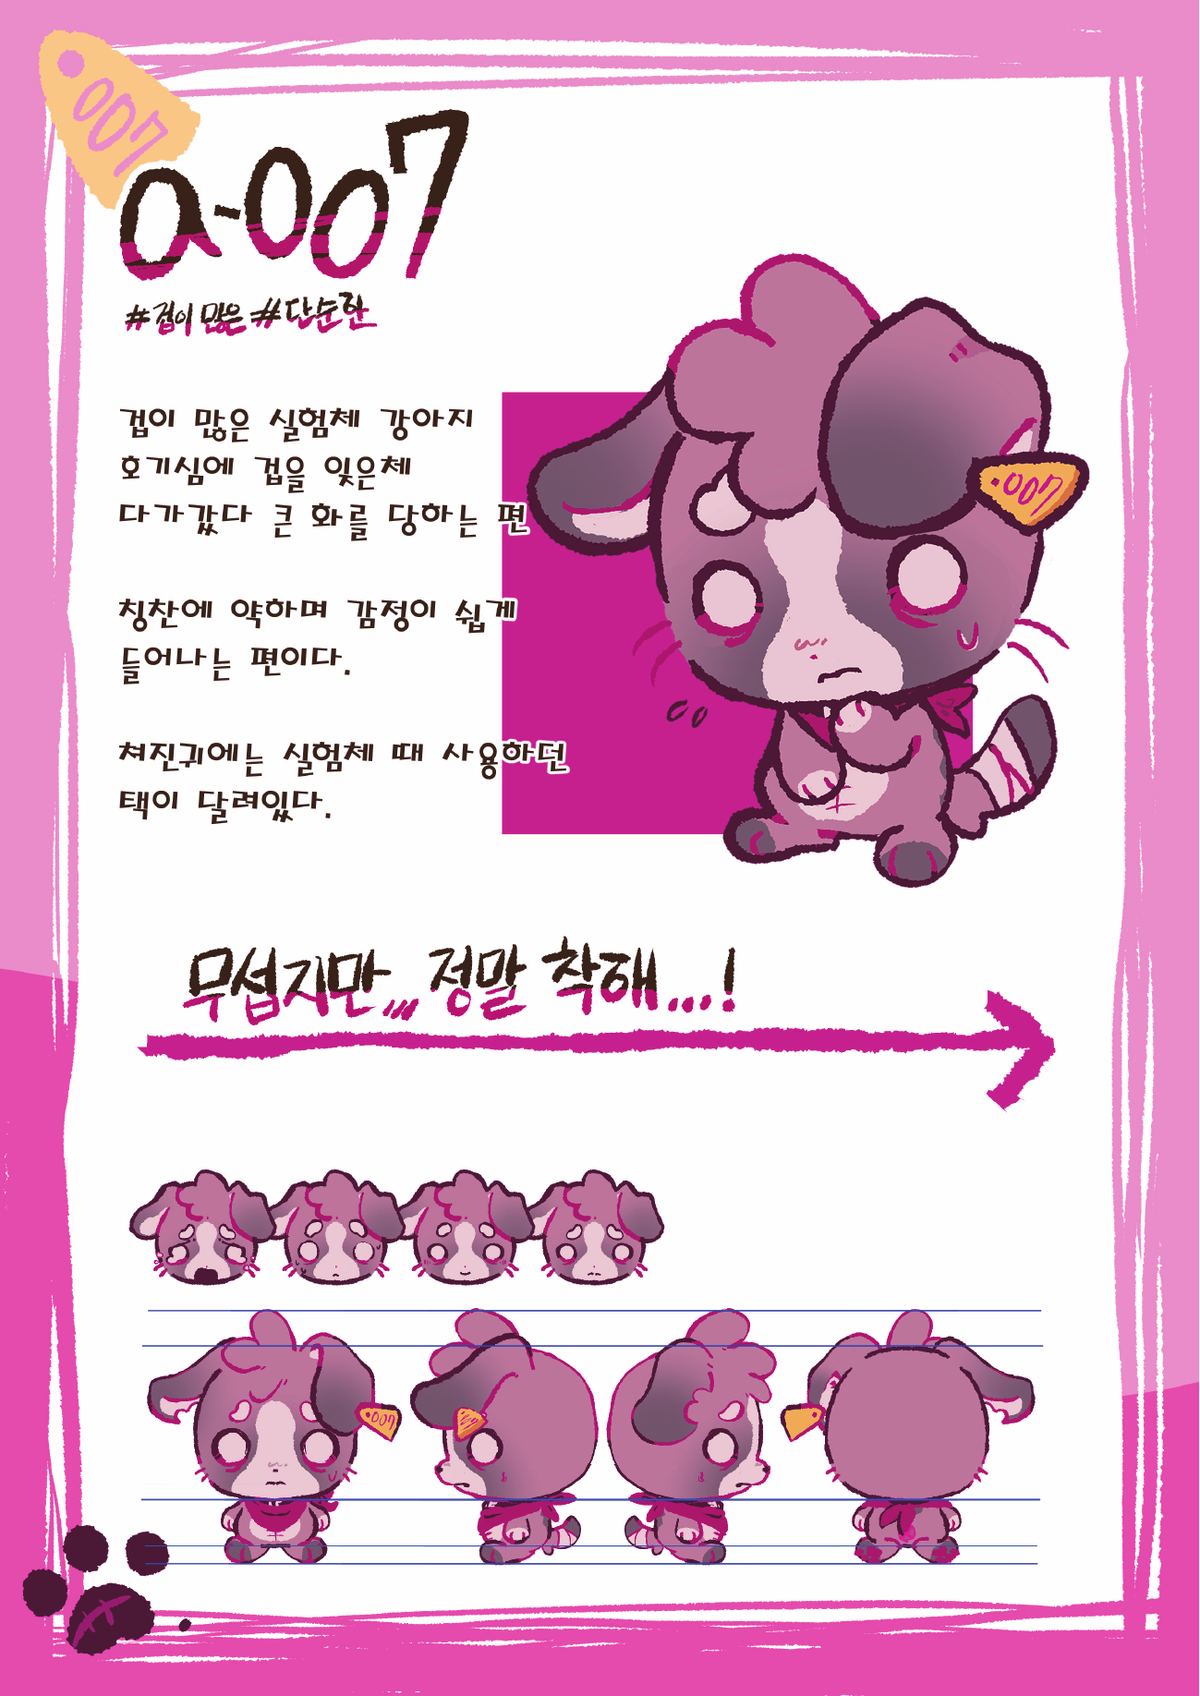 007
a-007
#겁이 많은 #단순한
겁이 많은 실험체 강아지
호기심에 겁을 잊은체
다가갔다 큰 화를 당하는 편
007
칭찬에 약하며 감정이 쉽게
들어나는 편이다.
쳐진귀에는 실험체 때 사용하던
택이 달려있다.
무섭지만,,, 정말 착해...!
007